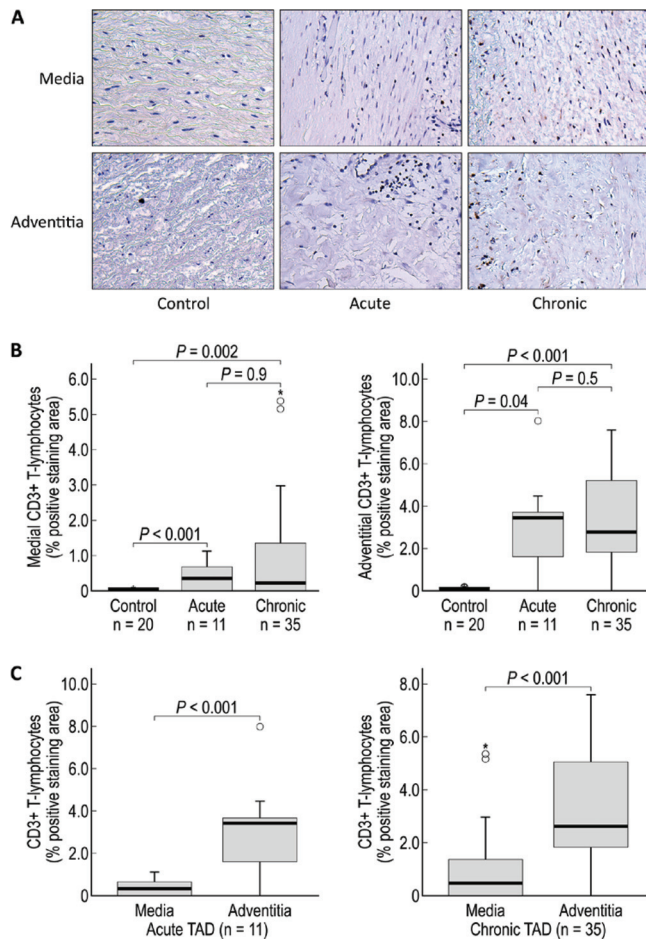 A
Media
Adventitia
Control Acute Chronic
B
P = 0.002
P = 0.9
P < 0.001
*
Medial CD3+ T-lymphocytes
(% positive staining area)
6.0
5.0
4.0
3.0
2.0
1.0
0
Control Acute Chronic
n = 20 n = 11 n = 35
P < 0.001
P = 0.5
P = 0.04
Adventitial CD3+ T-lymphocytes
(% positive staining area)
10.0
8.0
6.0
4.0
2.0
0
Control Acute Chronic
n = 20 n = 11 n = 35
C
P < 0.001
CD3+ T-lymphocytes
(% positive staining area)
10.0
8.0
6.0
4.0
2.0
0
Media Adventitia
Acute TAD (n = 11)
P < 0.001
*
CD3+ T-lymphocytes
(% positive staining area)
8.0
6.0
4.0
2.0
0
Media Adventitia
Chronic TAD (n = 35)